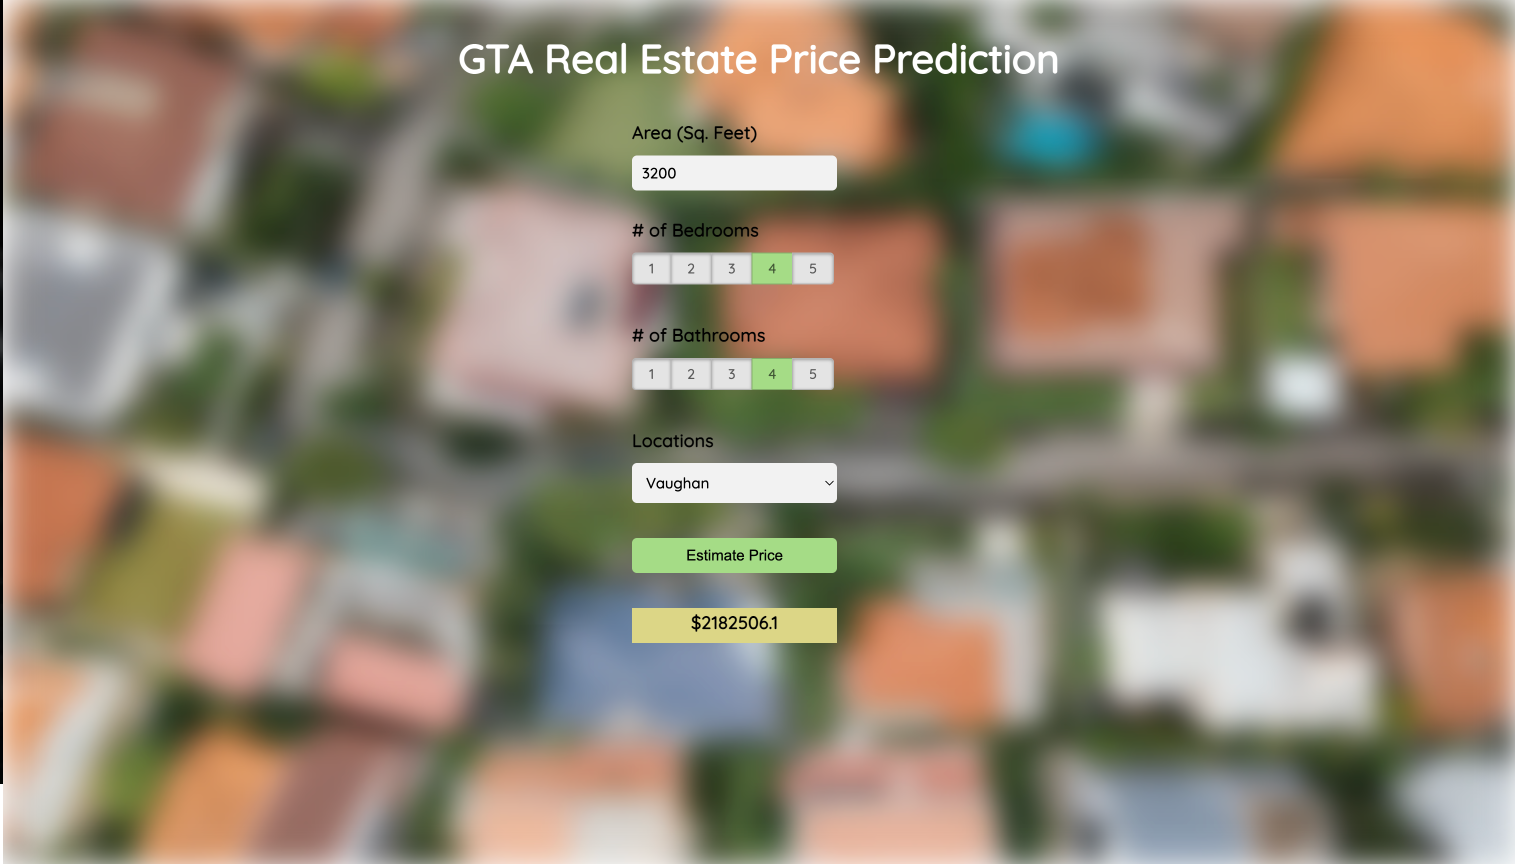 GTA Real Estate Price Prediction
Area (Sq. Feet)
3200
# of Bedrooms
1 2 3 4 5
# of Bathrooms
1 2 3 4 5
Locations
Vaughan
Estimate Price
$2182506.1